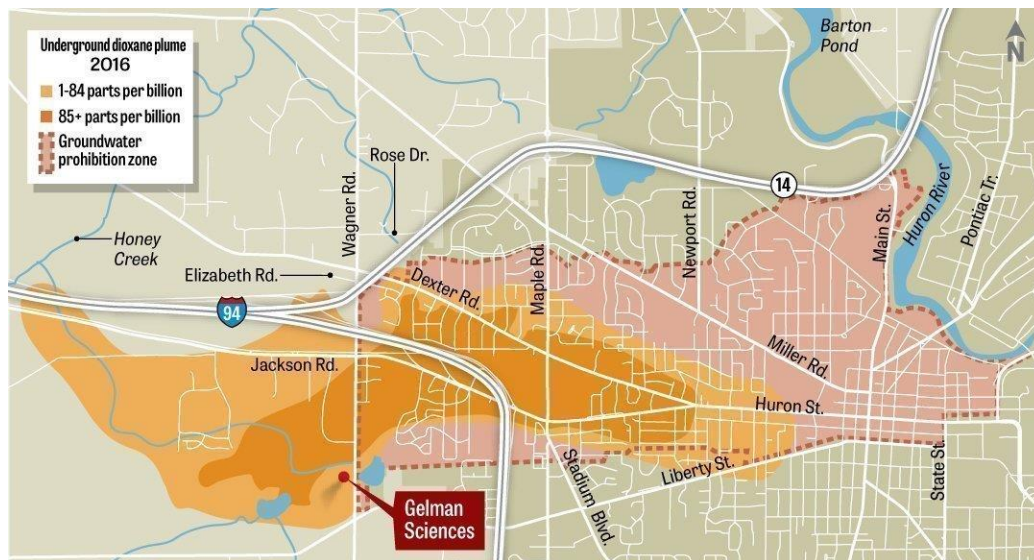 Underground dioxane plume
2016
1-84 parts per billion
85+ parts per billion
Groundwater
prohibition zone
Barton
Pond
N
Rose Dr.
Wagner Rd.
14
Newport Rd.
Main St.
Huron River
Pontiac Tr.
Honey
Creek
Elizabeth Rd.
Dexter Rd.
Maple Rd.
94
Jackson Rd.
Miller Rd.
Huron St.
Liberty St.
Stadium Blvd.
State St.
Gelman
Sciences